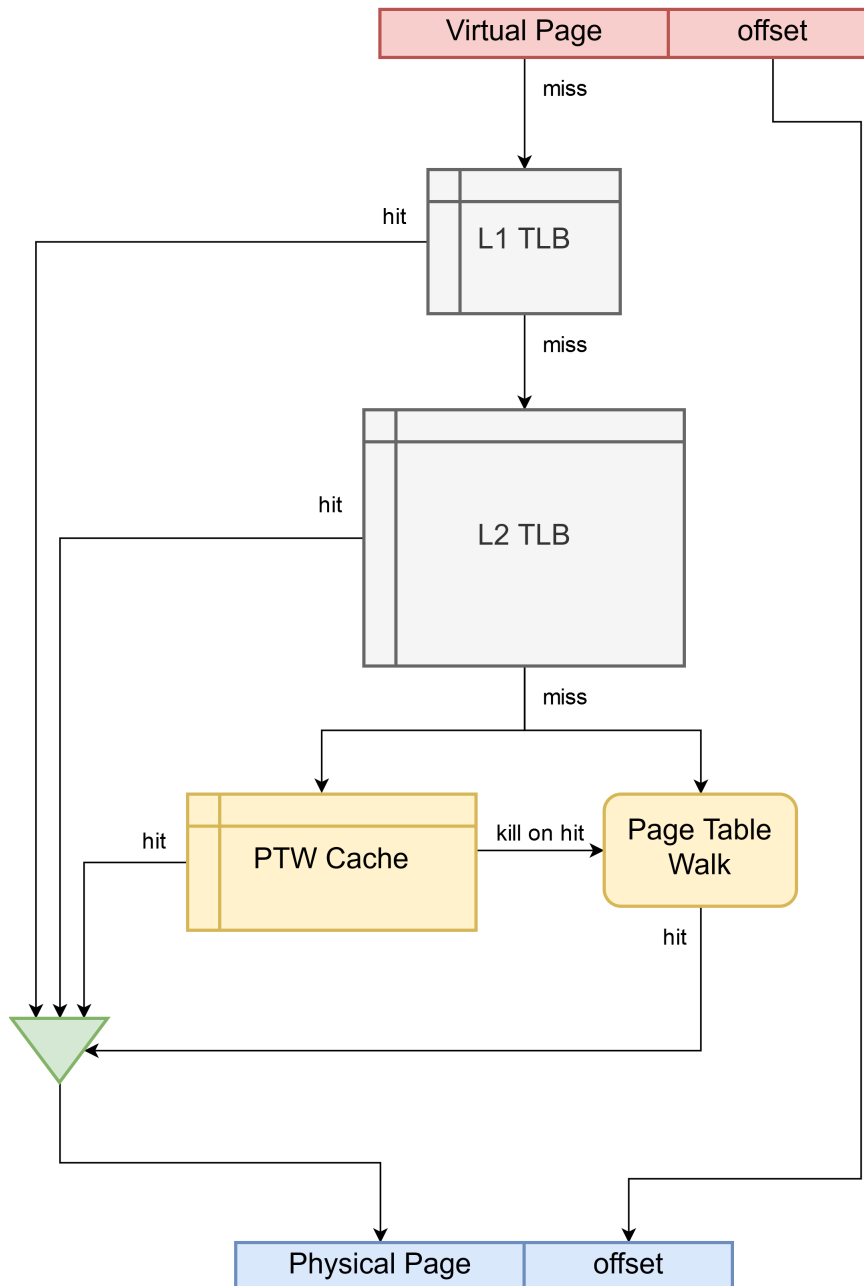 Virtual Page
offset
miss
hit
L1 TLB
miss
hit
L2 TLB
miss
hit
PTW Cache
kill on hit
Page Table
Walk
hit
Physical Page
offset